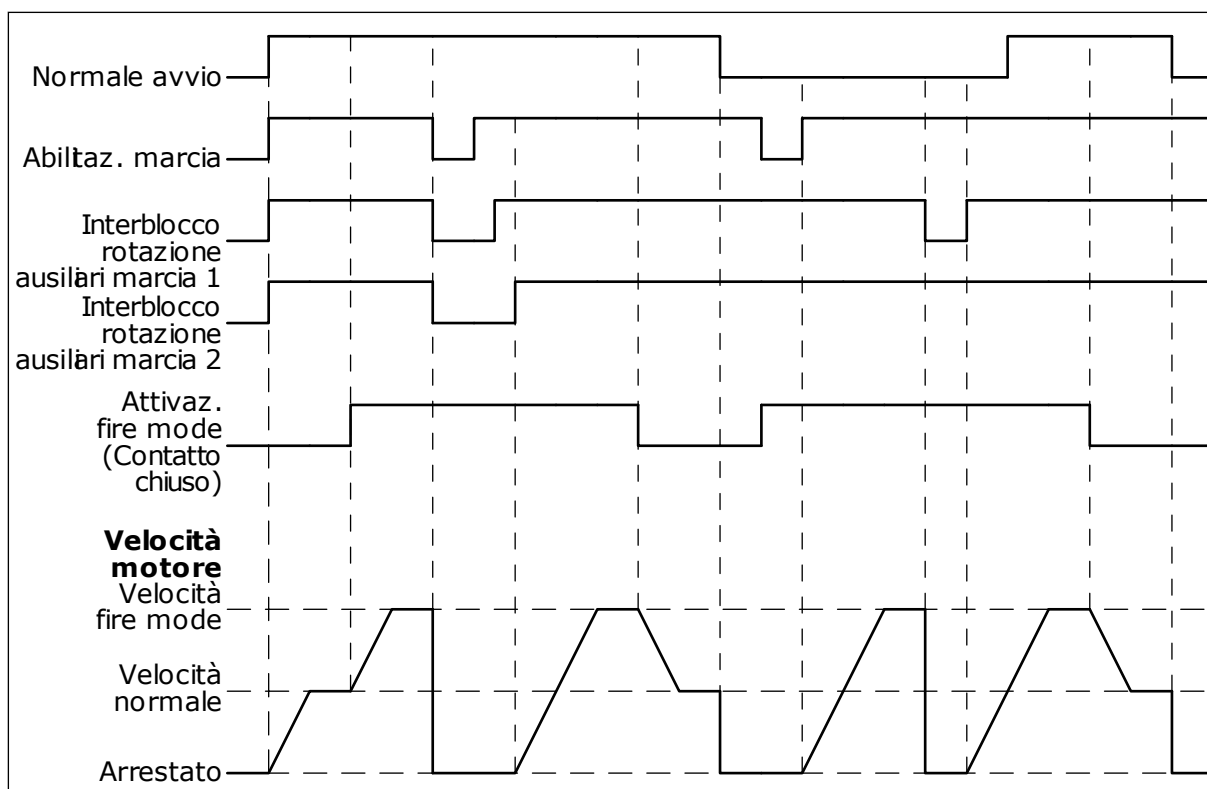 Normale avvio
Abilitaz. marcia
Interblocco
rotazione
ausiliari marcia 1
Interblocco
rotazione
ausiliari marcia 2
Attivaz.
fire mode
(Contatto
chiuso)
Velocità
motore
Velocità
fire mode
Velocità
normale
Arrestato